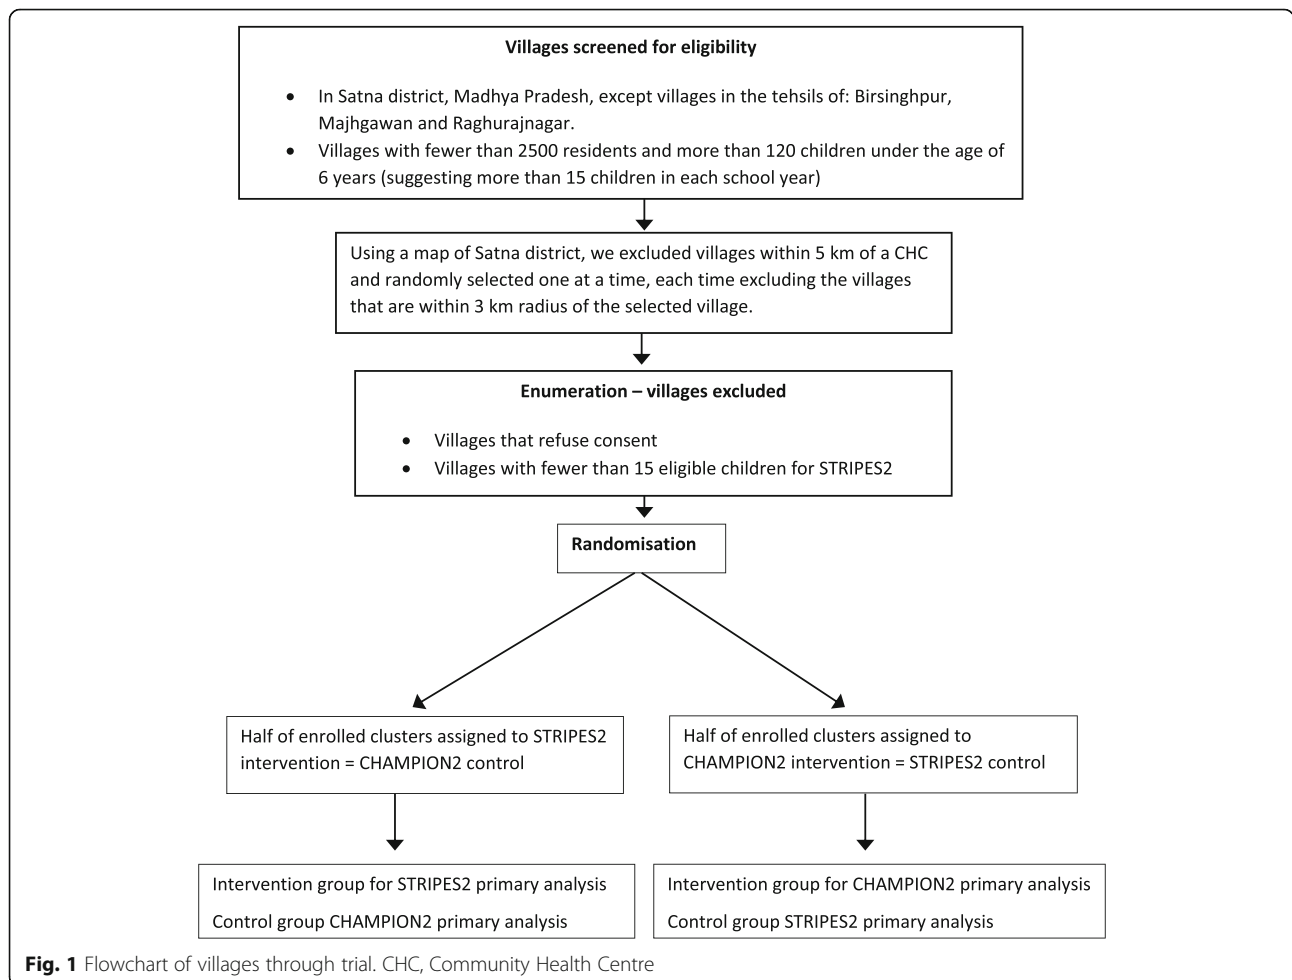 Villages screened for eligibility
• In Satna district, Madhya Pradesh, except villages in the tehsils of: Birsinghpur,
Majhgawan and Raghurajnagar.
• Villages with fewer than 2500 residents and more than 120 children under the age of
6 years (suggesting more than 15 children in each school year)
Using a map of Satna district, we excluded villages within 5 km of a CHC
and randomly selected one at a time, each time excluding the villages
that are within 3 km radius of the selected village.
Enumeration – villages excluded
• Villages that refuse consent
• Villages with fewer than 15 eligible children for STRIPES2
Randomisation
Half of enrolled clusters assigned to STRIPES2
intervention = CHAMPION2 control
Half of enrolled clusters assigned to
CHAMPION2 intervention = STRIPES2 control
Intervention group for STRIPES2 primary analysis
Control group CHAMPION2 primary analysis
Intervention group for CHAMPION2 primary analysis
Control group STRIPES2 primary analysis
Fig. 1 Flowchart of villages through trial. CHC, Community Health Centre